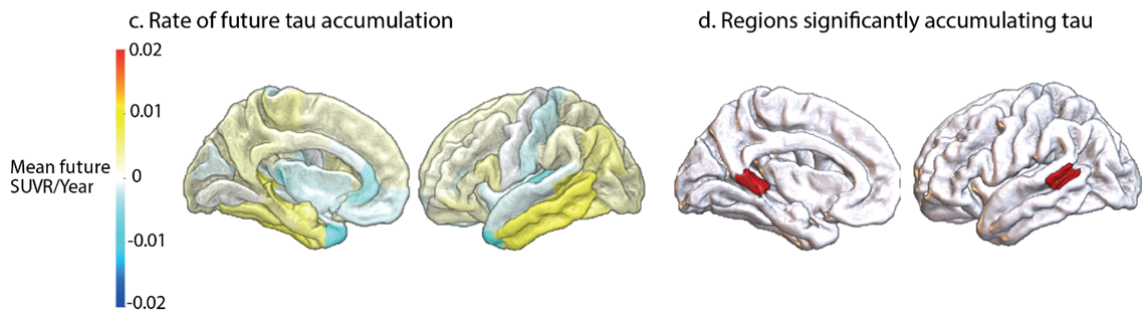 c. Rate of future tau accumulation
d. Regions significantly accumulating tau
0.02
0.01
Mean future
SUVR/Year
0
-0.01
-0.02